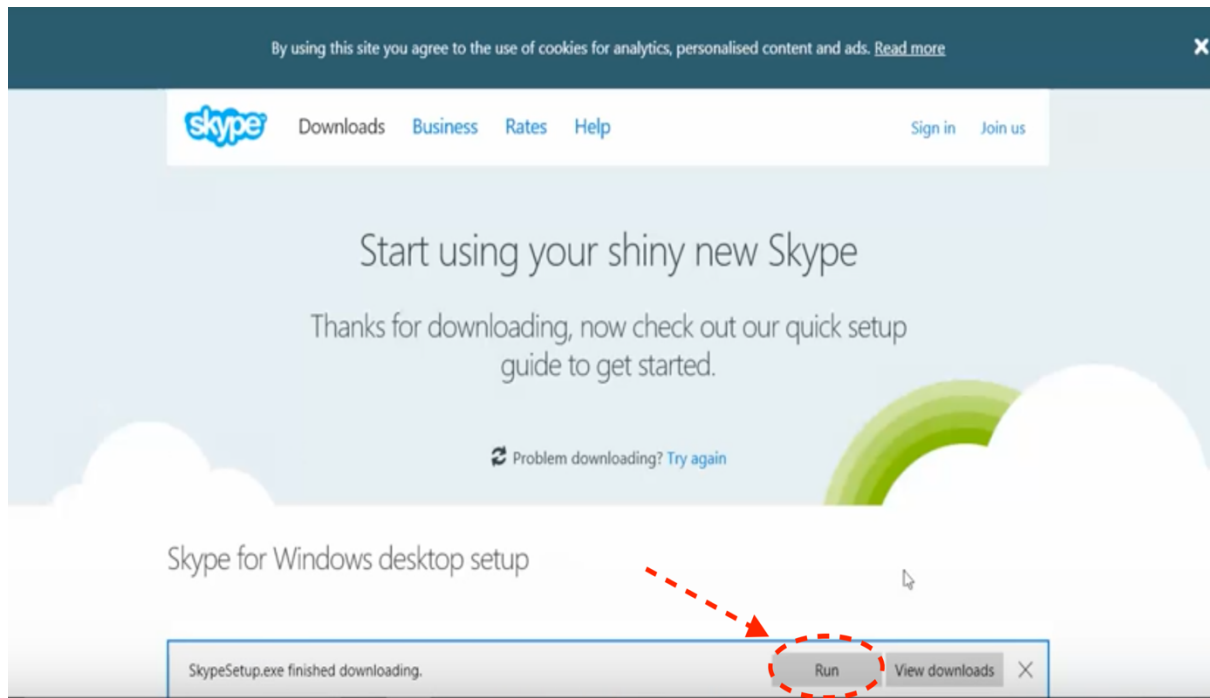 By using this site you agree to the use of cookies for analytics, personalised content and ads. Read more
skype Downloads Business Rates Help Sign in Join us
Start using your shiny new Skype
Thanks for downloading, now check out our quick setup
guide to get started.
Problem downloading? Try again
Skype for Windows desktop setup
SkypeSetup.exe finished downloading. Run View downloads